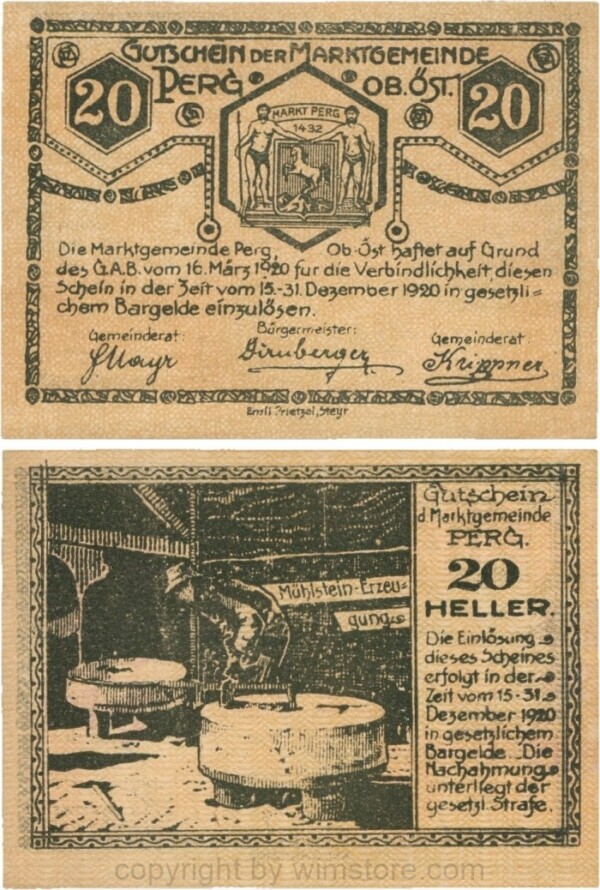 GUTSCHEIN DER MARKTGEMEINDE
PERG OB. ÖST.
20
20
MARKT PERG
1432
Die Marktgemeinde Perg, Ob-Öst haftet auf Grund
des G.A.B. vom 16. März 1920 für die Verbindlichkeit diesen
Schein in der Zeit vom 15-31. Dezember 1920 in gesetzli=
chem Bargelde einzulösen.
Gemeinderat: Bürgermeister: Gemeinderat:
Mayr Dirnberger Krippner
Emil Prietzel, Steyr
Mühlstein-Erzeu=
gung
Gutschein
d Marktgemeinde
PERG.
20
HELLER.
Die Einlösung
dieses Scheines
erfolgt in der
Zeit vom 15-31
Dezember 1920
in gesetzlichem
Bargelde. Die
Nachahmung
unterliegt der
gesetzl. Strafe.
copyright by wimstore.com